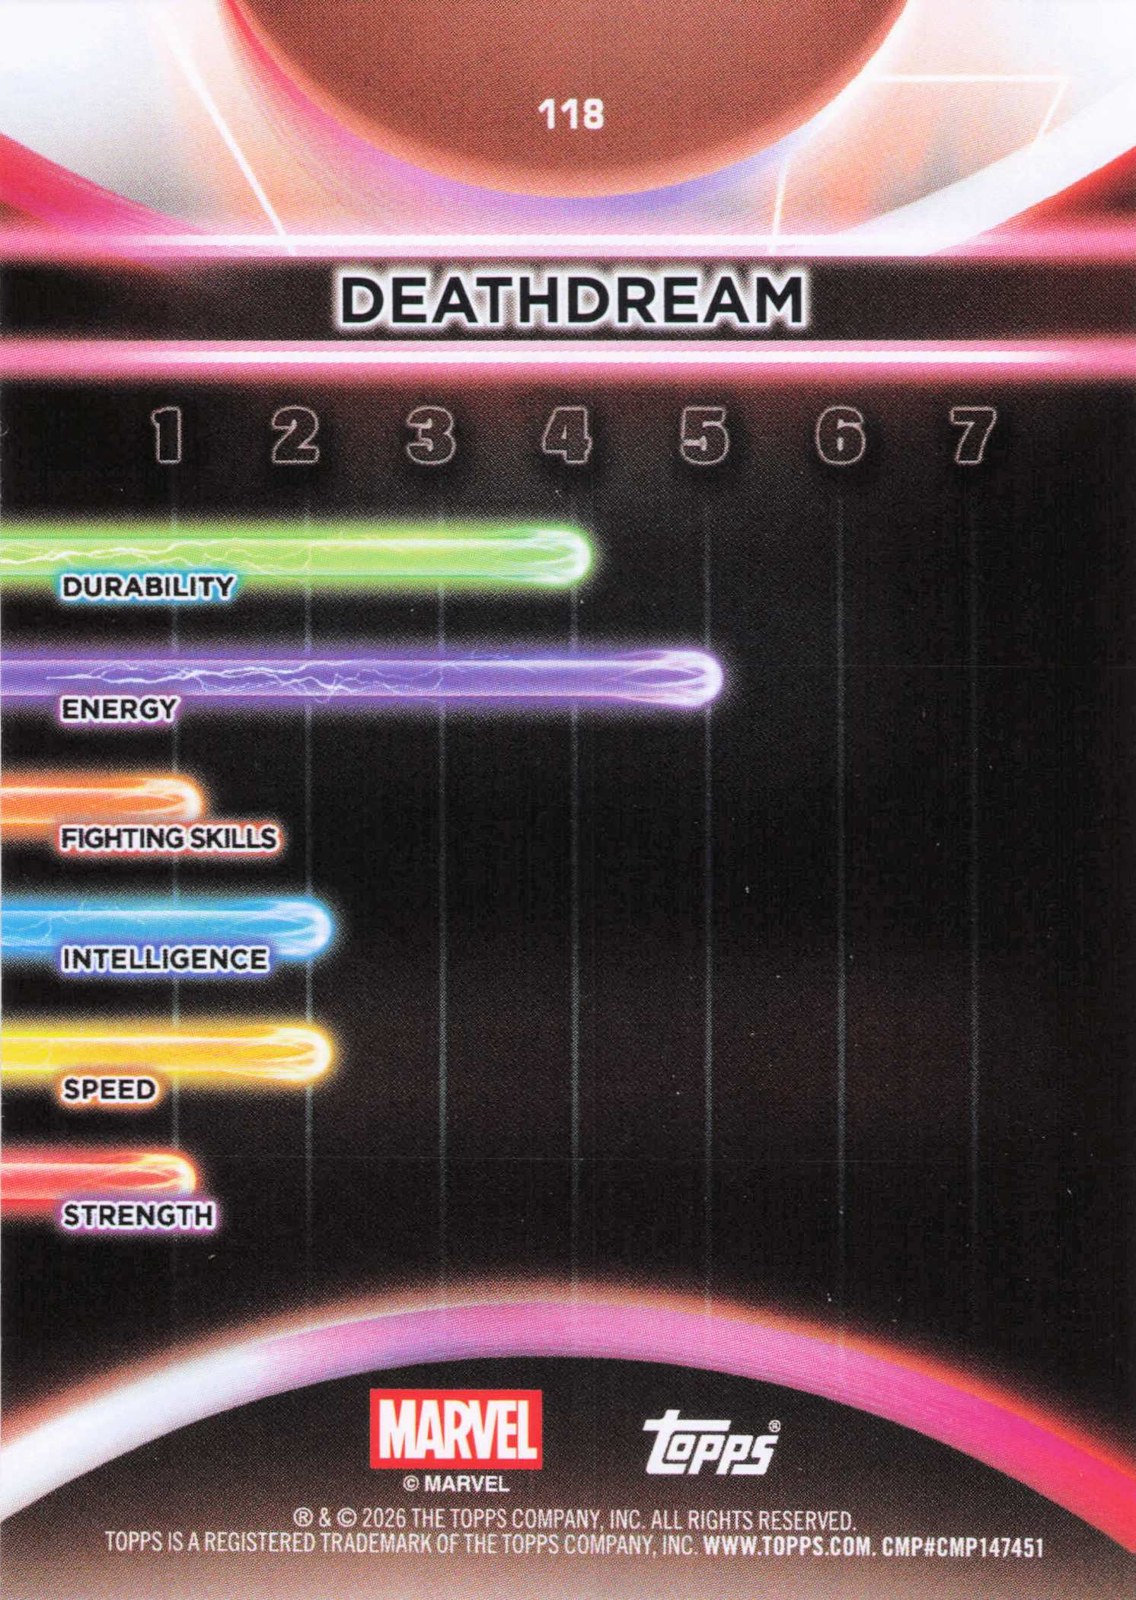 118
DEATHDREAM
1 2 3 4 5 6 7
DURABILITY
ENERGY
FIGHTING SKILLS
INTELLIGENCE
SPEED
STRENGTH
MARVEL
© MARVEL
topps®
® & © 2026 THE TOPPS COMPANY, INC. ALL RIGHTS RESERVED.
TOPPS IS A REGISTERED TRADEMARK OF THE TOPPS COMPANY, INC. WWW.TOPPS.COM. CMP#CMP147451